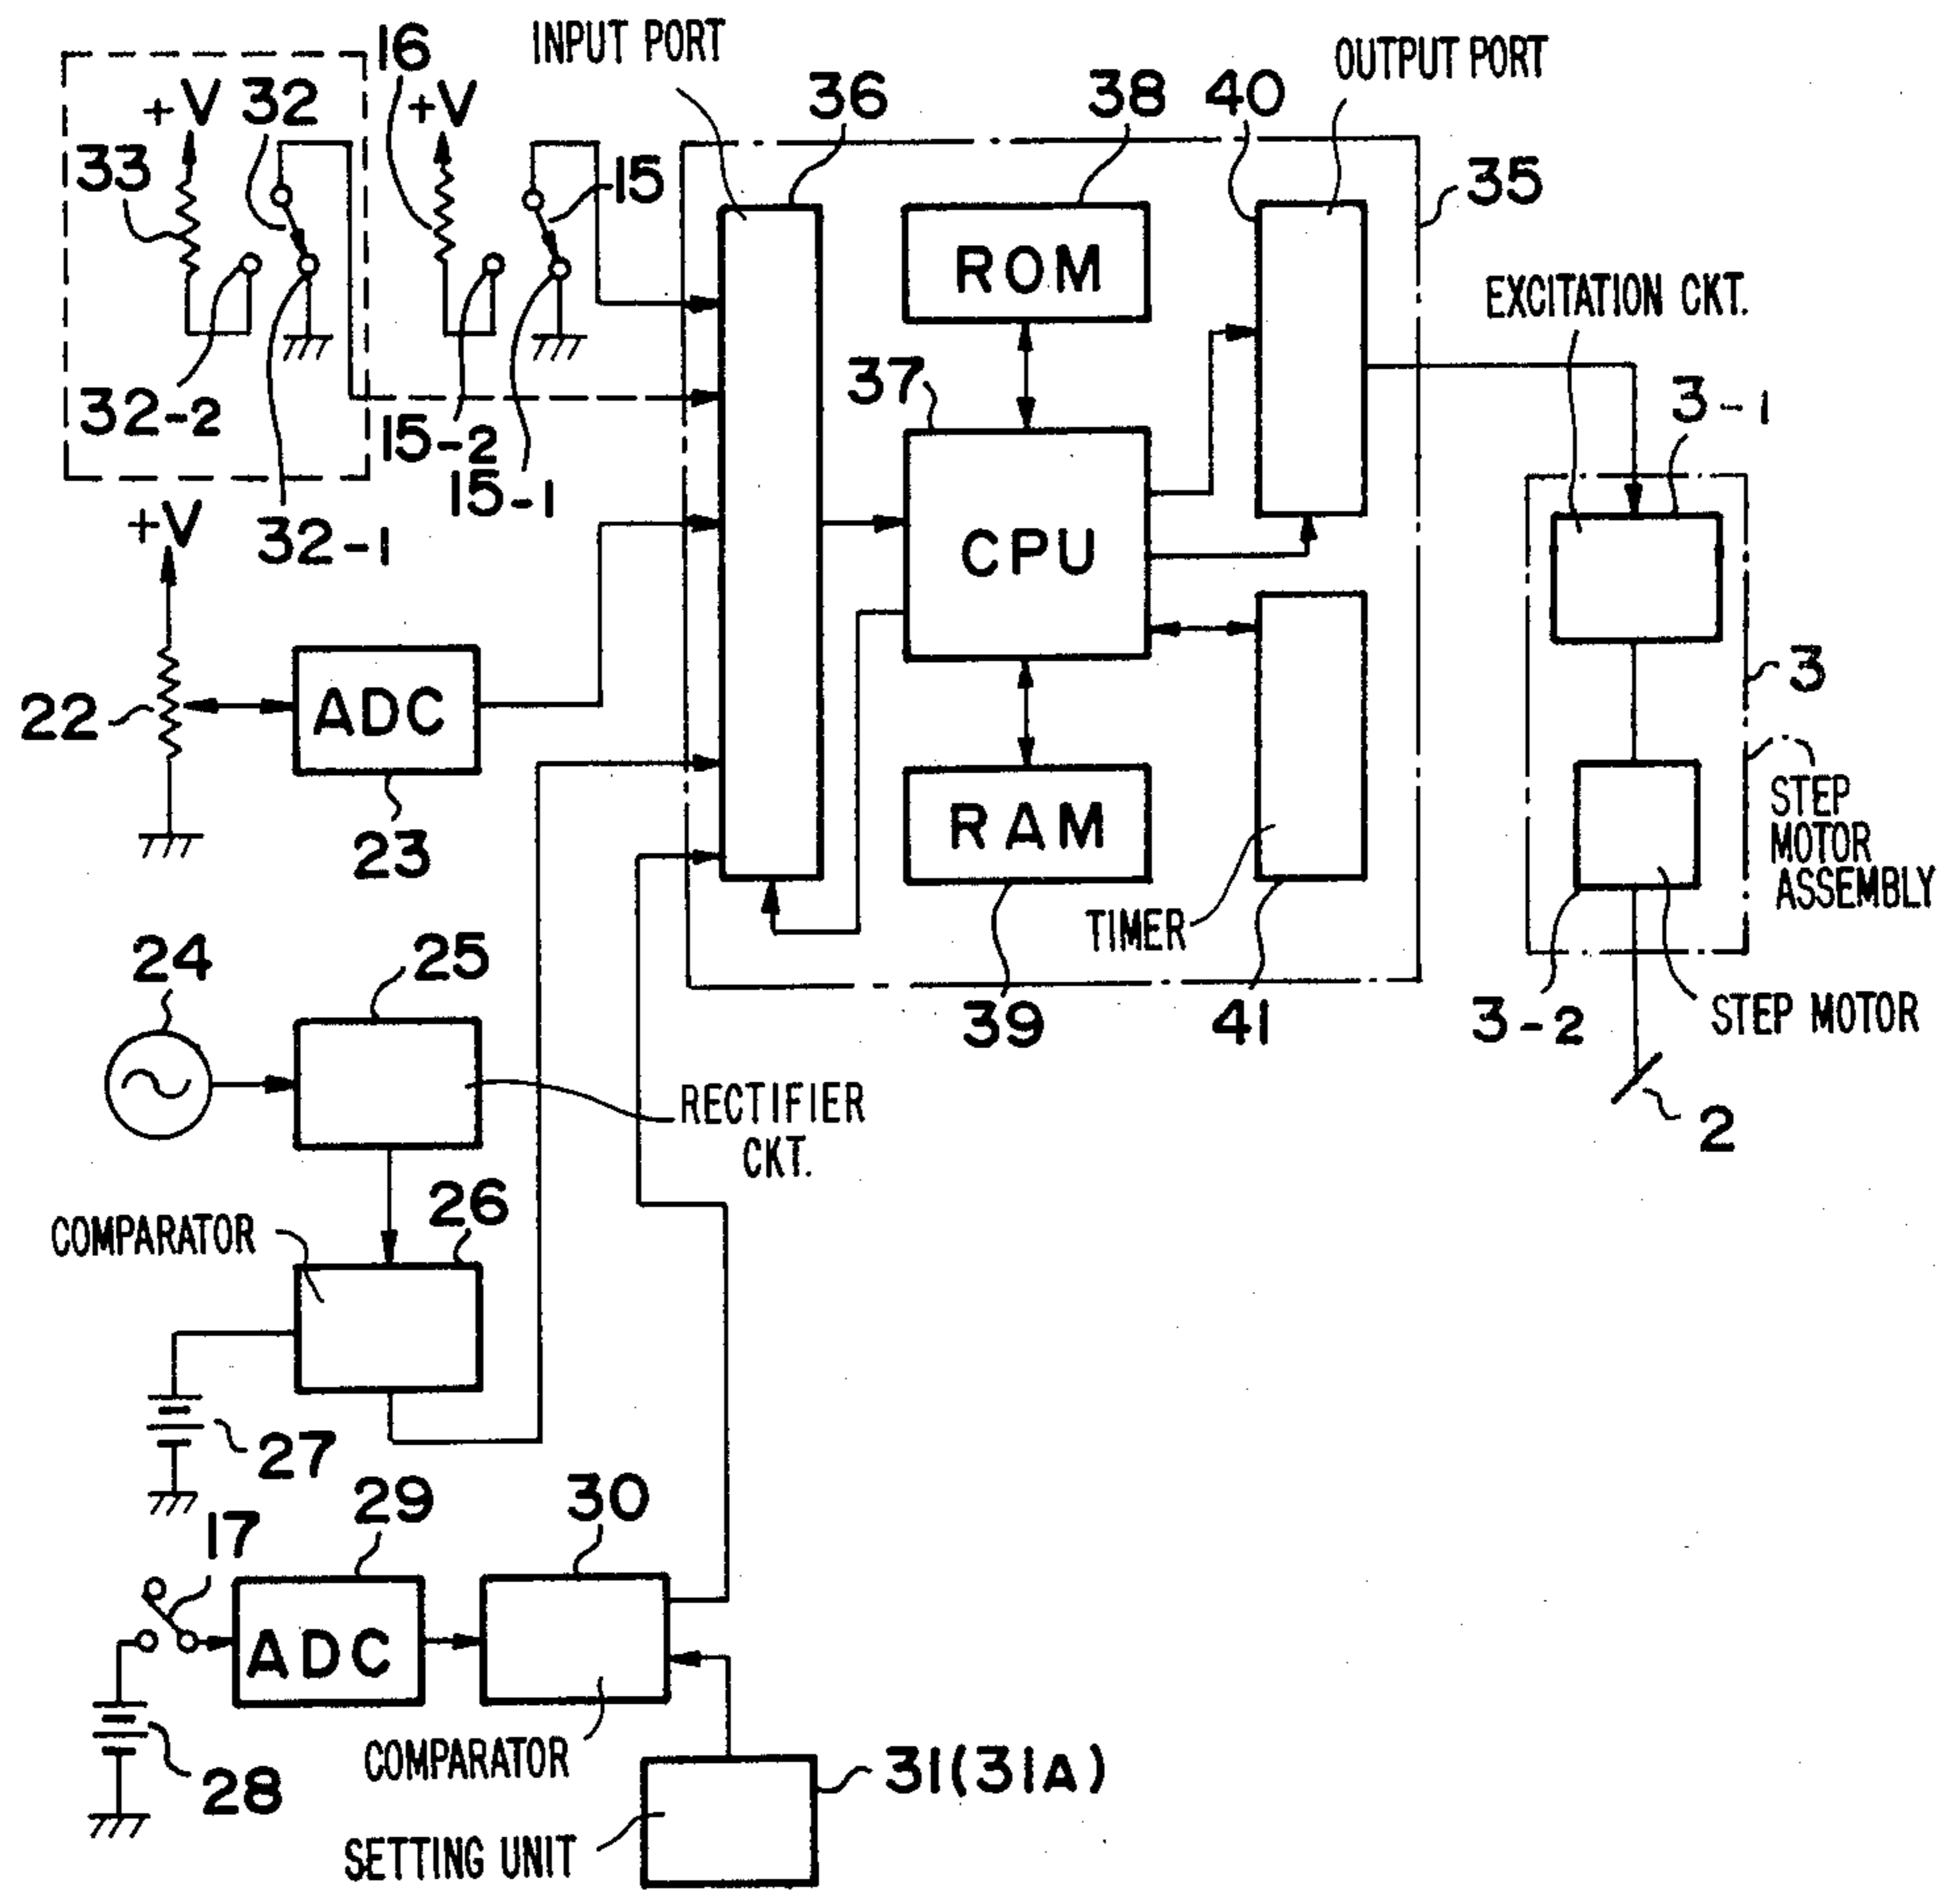 INPUT PORT
OUTPUT PORT
16
+V
32
+V
36
38
40
33
15
35
ROM
EXCITATION CKT.
37
3-1
32-2
15-2
15-1
+V
32-1
CPU
3
22
ADC
23
STEP
MOTOR
ASSEMBLY
RAM
TIMER
24
25
39
41
3-2
STEP MOTOR
2
RECTIFIER
CKT.
26
COMPARATOR
27
29
30
17
ADC
28
COMPARATOR
31(31A)
SETTING UNIT